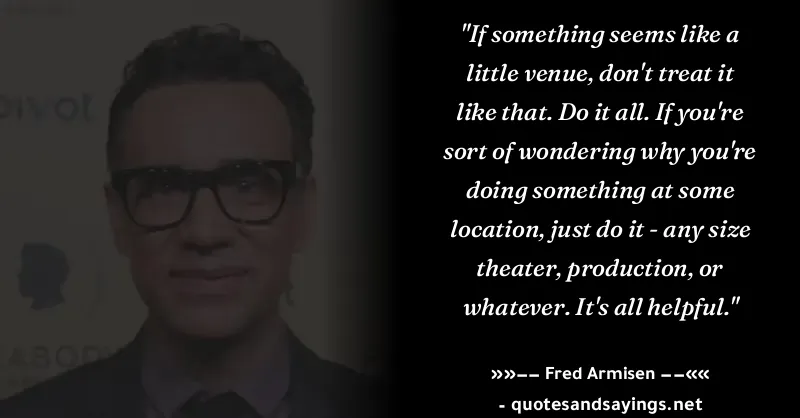 "If something seems like a
little venue, don't treat it
like that. Do it all. If you're
sort of wondering why you're
doing something at some
location, just do it - any size
theater, production, or
whatever. It's all helpful."
»»−− Fred Armisen −−««
- quotesandsayings.net
pivot
ABODY